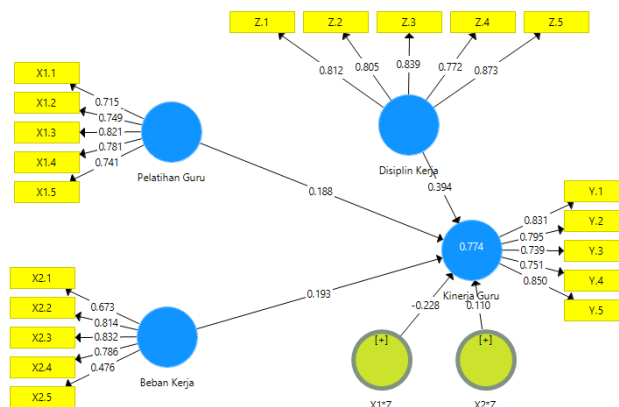 Z.1
Z.2
Z.3
Z.4
Z.5
0.812
0.805
0.839
0.772
0.873
Disiplin Kerja
0.394
X1.1
X1.2
X1.3
X1.4
X1.5
0.715
0.749
0.821
0.781
0.741
Pelatihan Guru
0.188
X2.1
X2.2
X2.3
X2.4
X2.5
0.673
0.814
0.832
0.786
0.476
Beban Kerja
0.193
0.774
Kinerja Guru
0.831
0.795
0.739
0.751
0.850
Y.1
Y.2
Y.3
Y.4
Y.5
-0.228
0.110
[+]
[+]
X1*Z
X2*Z